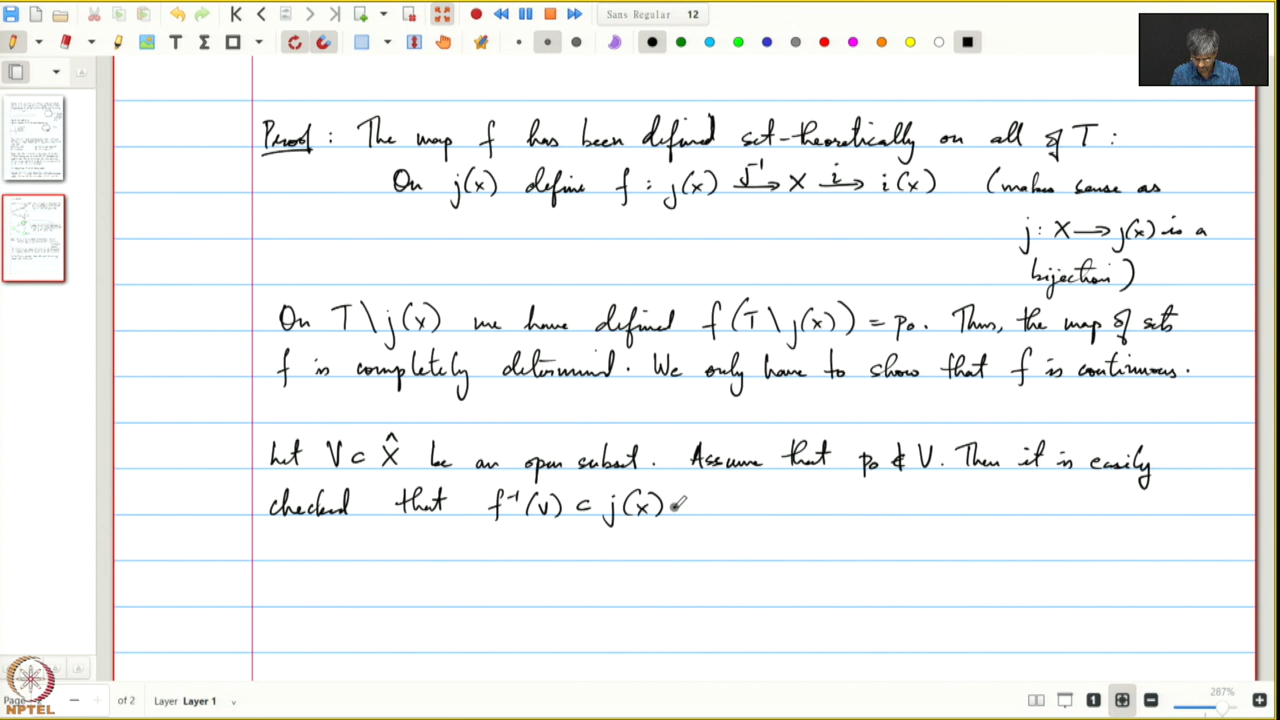 Sans Regular 12
Proof : The map f has been defined set-theoretically on all of T :
On j(X) define f : j(X) —j⁻¹→ X —i→ i(X) (makes sense as
j : X → j(X) is a
bijection)
On T \ j(X) we have defined f(T \ j(X)) = p₀. Thus, the map of sets
f is completely determind. We only have to show that f is continuous.
Let V ⊂ X̂ be an open subset. Assume that p₀ ∉ V. Then it is easily
checked that f⁻¹(V) ⊂ j(X)
of 2 Layer Layer 1
287%
NPTEL